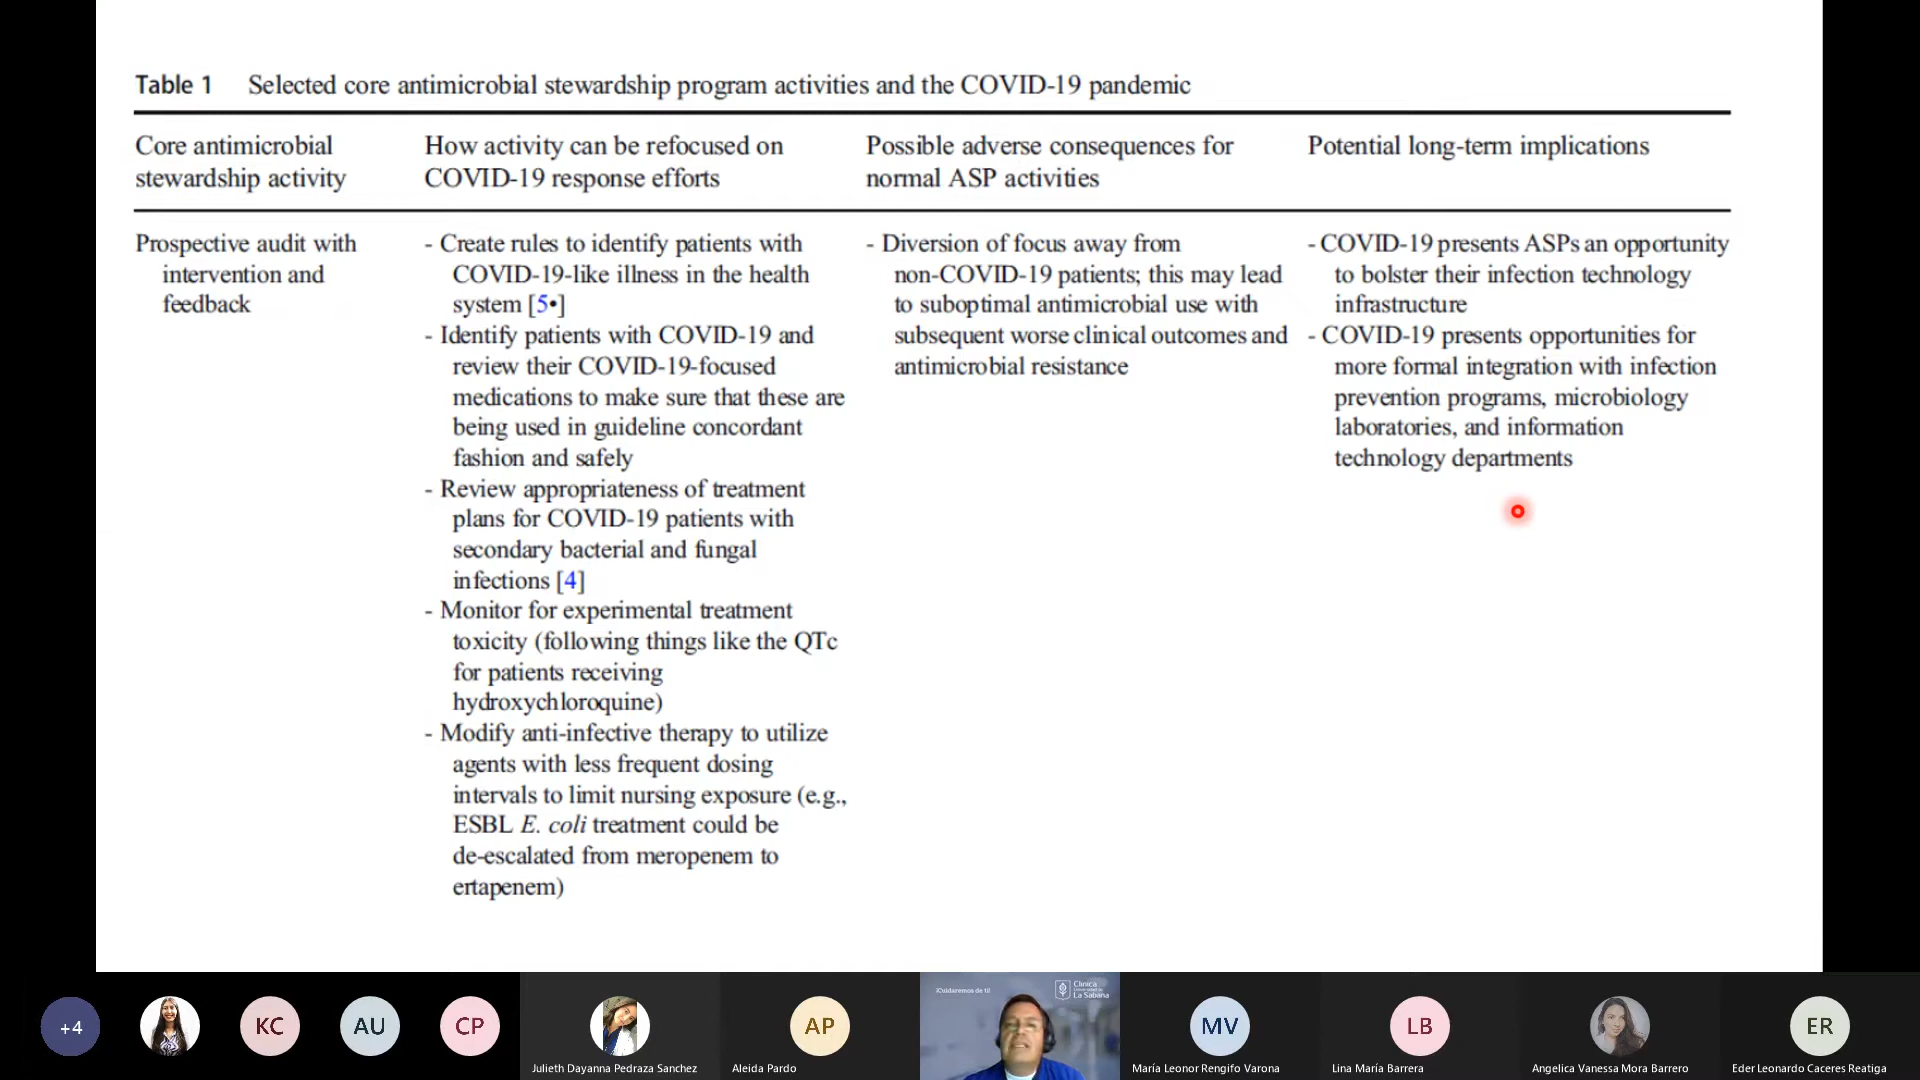 Table 1 Selected core antimicrobial stewardship program activities and the COVID-19 pandemic
Core antimicrobial
stewardship activity
How activity can be refocused on
COVID-19 response efforts
Possible adverse consequences for
normal ASP activities
Potential long-term implications
Prospective audit with
intervention and
feedback
- Create rules to identify patients with
COVID-19-like illness in the health
system [5•]
- Identify patients with COVID-19 and
review their COVID-19-focused
medications to make sure that these are
being used in guideline concordant
fashion and safely
- Review appropriateness of treatment
plans for COVID-19 patients with
secondary bacterial and fungal
infections [4]
- Monitor for experimental treatment
toxicity (following things like the QTc
for patients receiving
hydroxychloroquine)
- Modify anti-infective therapy to utilize
agents with less frequent dosing
intervals to limit nursing exposure (e.g.,
ESBL E. coli treatment could be
de-escalated from meropenem to
ertapenem)
- Diversion of focus away from
non-COVID-19 patients; this may lead
to suboptimal antimicrobial use with
subsequent worse clinical outcomes and
antimicrobial resistance
- COVID-19 presents ASPs an opportunity
to bolster their infection technology
infrastructure
- COVID-19 presents opportunities for
more formal integration with infection
prevention programs, microbiology
laboratories, and information
technology departments
+4
KC
AU
CP
Julieth Dayanna Pedraza Sanchez
AP
Aleida Pardo
¡Cuidaremos de ti!
Clínica
Universidad de
La Sabana
MV
María Leonor Rengifo Varona
LB
Lina María Barrera
Angelica Vanessa Mora Barrero
ER
Eder Leonardo Caceres Reatiga